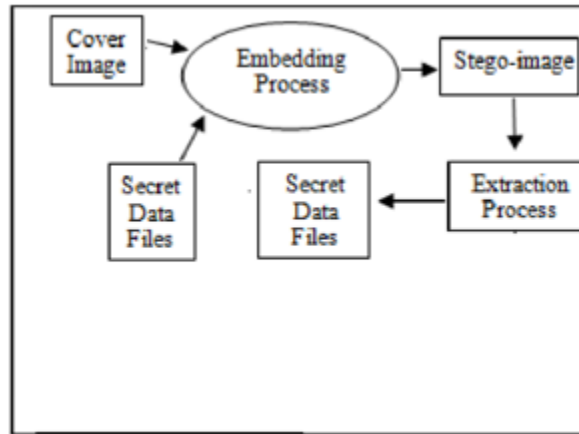 Cover
Image
Embedding
Process
Stego-image
Secret
Data
Files
Secret
Data
Files
Extraction
Process